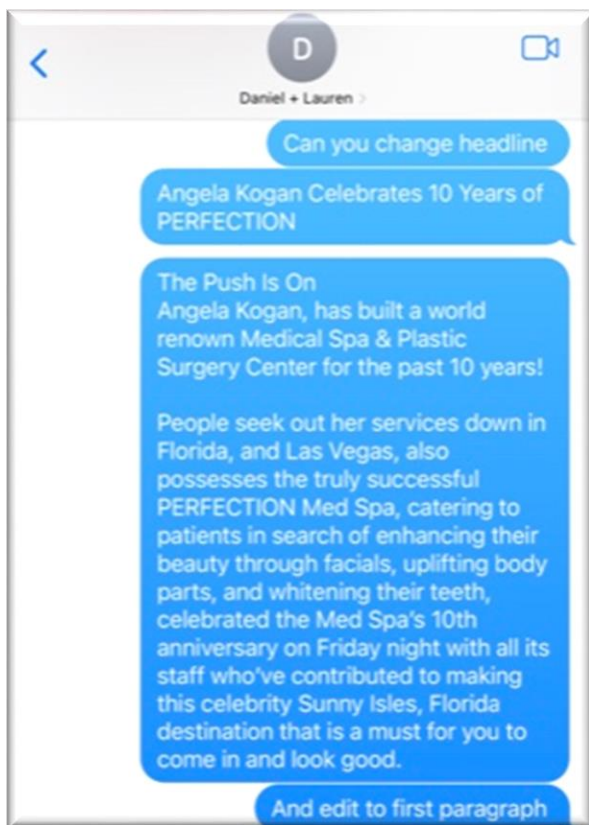 D
Daniel + Lauren >
Can you change headline
Angela Kogan Celebrates 10 Years of
PERFECTION
The Push Is On
Angela Kogan, has built a world
renown Medical Spa & Plastic
Surgery Center for the past 10 years!
People seek out her services down in
Florida, and Las Vegas, also
possesses the truly successful
PERFECTION Med Spa, catering to
patients in search of enhancing their
beauty through facials, uplifting body
parts, and whitening their teeth,
celebrated the Med Spa's 10th
anniversary on Friday night with all its
staff who've contributed to making
this celebrity Sunny Isles, Florida
destination that is a must for you to
come in and look good.
And edit to first paragraph